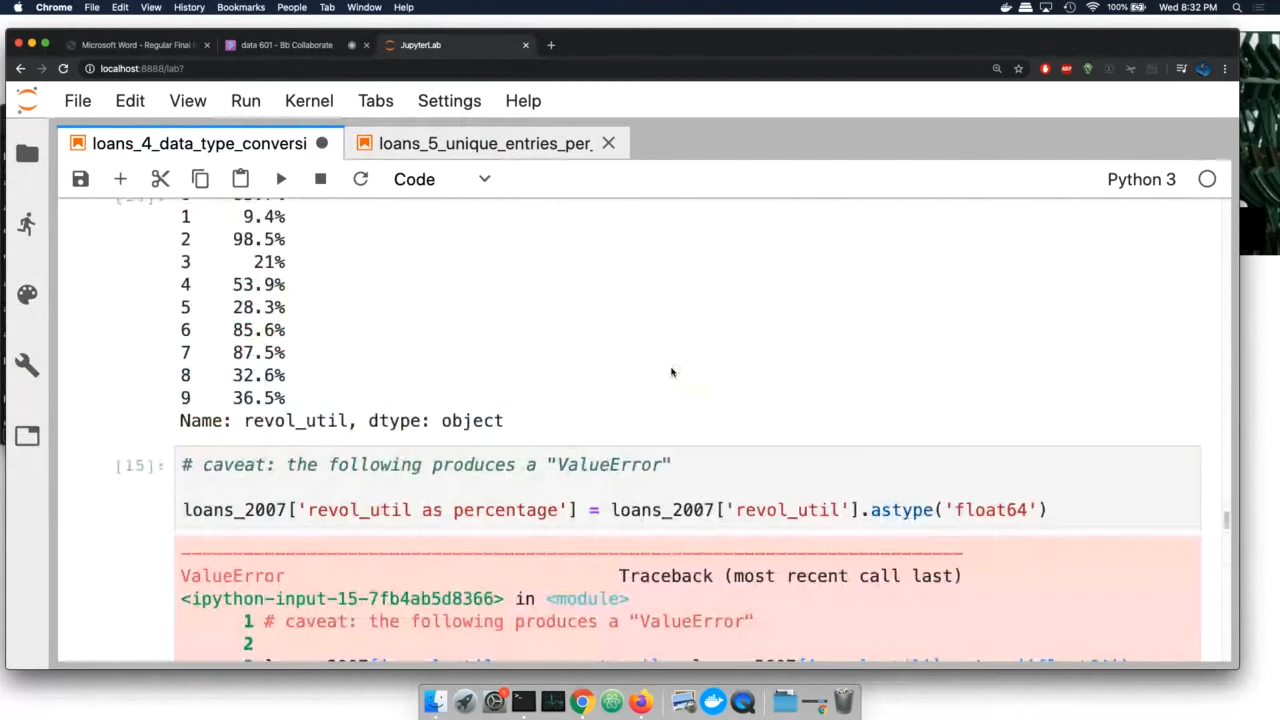 Chrome File Edit View History Bookmarks People Tab Window Help 100% Wed 8:32 PM
Microsoft Word - Regular Final data 601 - Bb Collaborate JupyterLab
localhost:8888/lab?
ABP
File Edit View Run Kernel Tabs Settings Help
loans_4_data_type_conversi loans_5_unique_entries_per_
Code Python 3
1 9.4%
2 98.5%
3 21%
4 53.9%
5 28.3%
6 85.6%
7 87.5%
8 32.6%
9 36.5%
Name: revol_util, dtype: object
[15]: # caveat: the following produces a "ValueError"
loans_2007['revol_util as percentage'] = loans_2007['revol_util'].astype('float64')
ValueError Traceback (most recent call last)
<ipython-input-15-7fb4ab5d8366> in <module>
1 # caveat: the following produces a "ValueError"
2